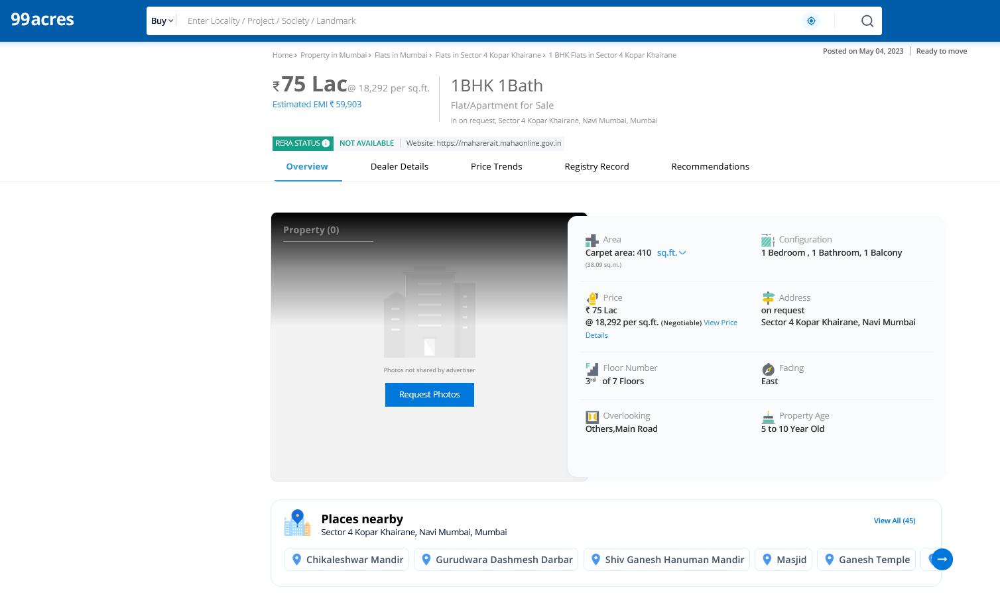 99acres
Buy
Enter Locality / Project / Society / Landmark
Home › Property in Mumbai › Flats in Mumbai › Flats in Sector 4 Kopar Khairane › 1 BHK Flats in Sector 4 Kopar Khairane
Posted on May 04, 2023 | Ready to move
₹75 Lac @ 18,292 per sq.ft.
Estimated EMI ₹ 59,903
1BHK 1Bath
Flat/Apartment for Sale
in on request, Sector 4 Kopar Khairane, Navi Mumbai, Mumbai
RERA STATUS NOT AVAILABLE Website: https://maharerait.mahaonline.gov.in
Overview Dealer Details Price Trends Registry Record Recommendations
Property (0)
Photos not shared by advertiser
Request Photos
Area
Carpet area: 410 sq.ft.
(38.09 sq.m.)
Configuration
1 Bedroom , 1 Bathroom, 1 Balcony
Price
₹ 75 Lac
@ 18,292 per sq.ft. (Negotiable) View Price
Details
Address
on request
Sector 4 Kopar Khairane, Navi Mumbai
Floor Number
3rd of 7 Floors
Facing
East
Overlooking
Others,Main Road
Property Age
5 to 10 Year Old
Places nearby
Sector 4 Kopar Khairane, Navi Mumbai, Mumbai
View All (45)
Chikaleshwar Mandir Gurudwara Dashmesh Darbar Shiv Ganesh Hanuman Mandir Masjid Ganesh Temple